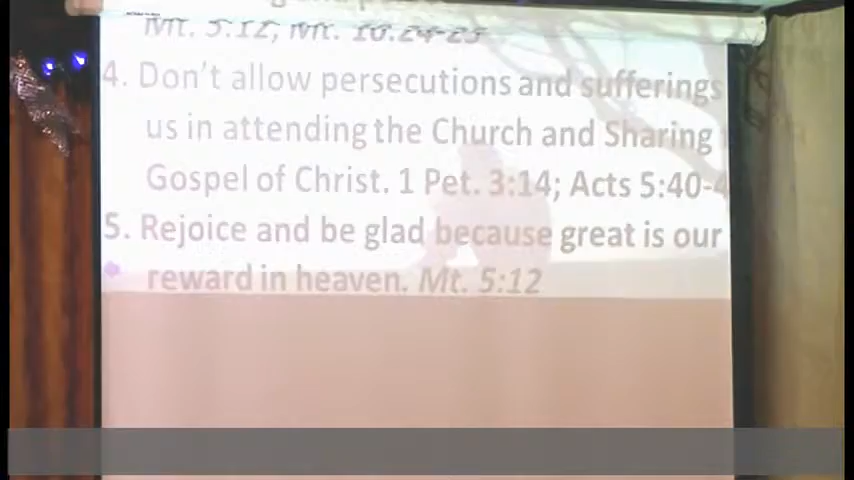 Mt. 5:12, Mt. 10:24-25
4. Don't allow persecutions and sufferings
us in attending the Church and Sharing
Gospel of Christ. 1 Pet. 3:14; Acts 5:40-4
5. Rejoice and be glad because great is our
reward in heaven. Mt. 5:12